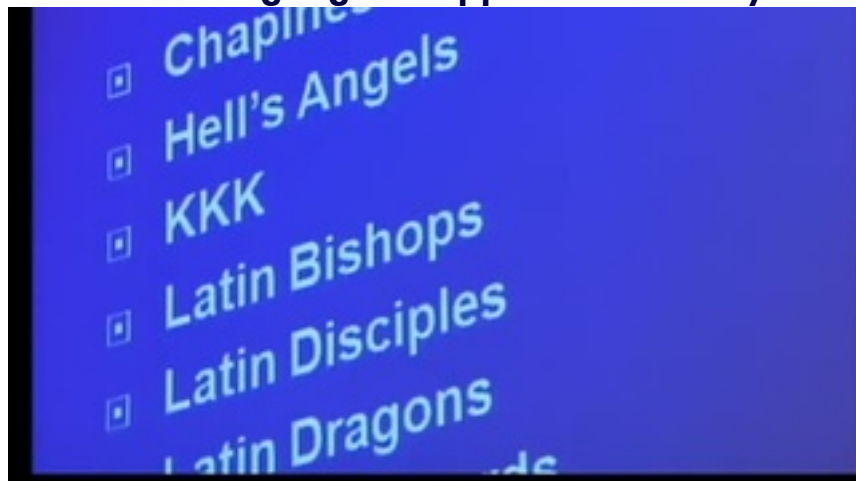 Hell's Angels
KKK
Latin Bishops
Latin Disciples
Latin Dragons